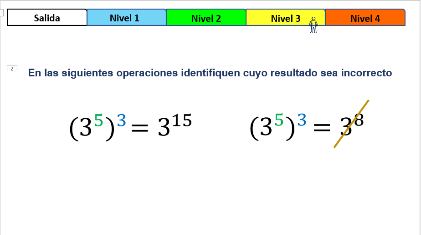 Salida Nivel 1 Nivel 2 Nivel 3 Nivel 4
En las siguientes operaciones identifiquen cuyo resultado sea incorrecto
(3⁵)³ = 3¹⁵ (3⁵)³ = 3⁸